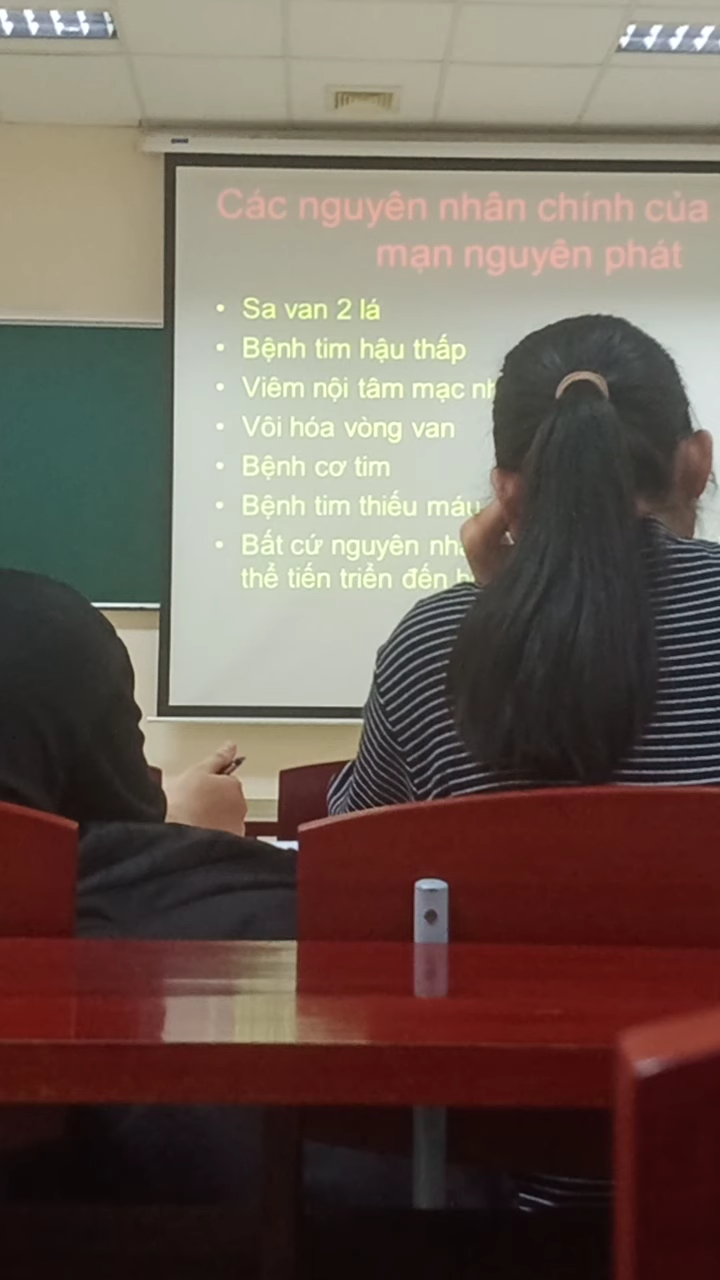 Các nguyên nhân chính của
mạn nguyên phát
• Sa van 2 lá
• Bệnh tim hậu thấp
• Viêm nội tâm mạc
• Vôi hóa vòng van
• Bệnh cơ tim
• Bệnh tim thiếu máu
• Bất cứ nguyên
thể tiến triển đến